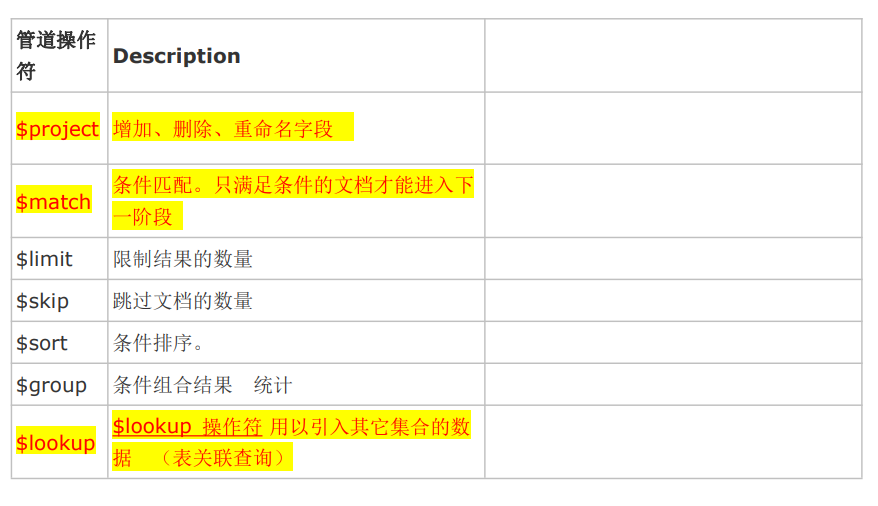 管道操作
符
Description
$project
增加、删除、重命名字段
$match
条件匹配。只满足条件的文档才能进入下
一阶段
$limit
限制结果的数量
$skip
跳过文档的数量
$sort
条件排序。
$group
条件组合结果 统计
$lookup
$lookup 操作符 用以引入其它集合的数
据 （表关联查询）